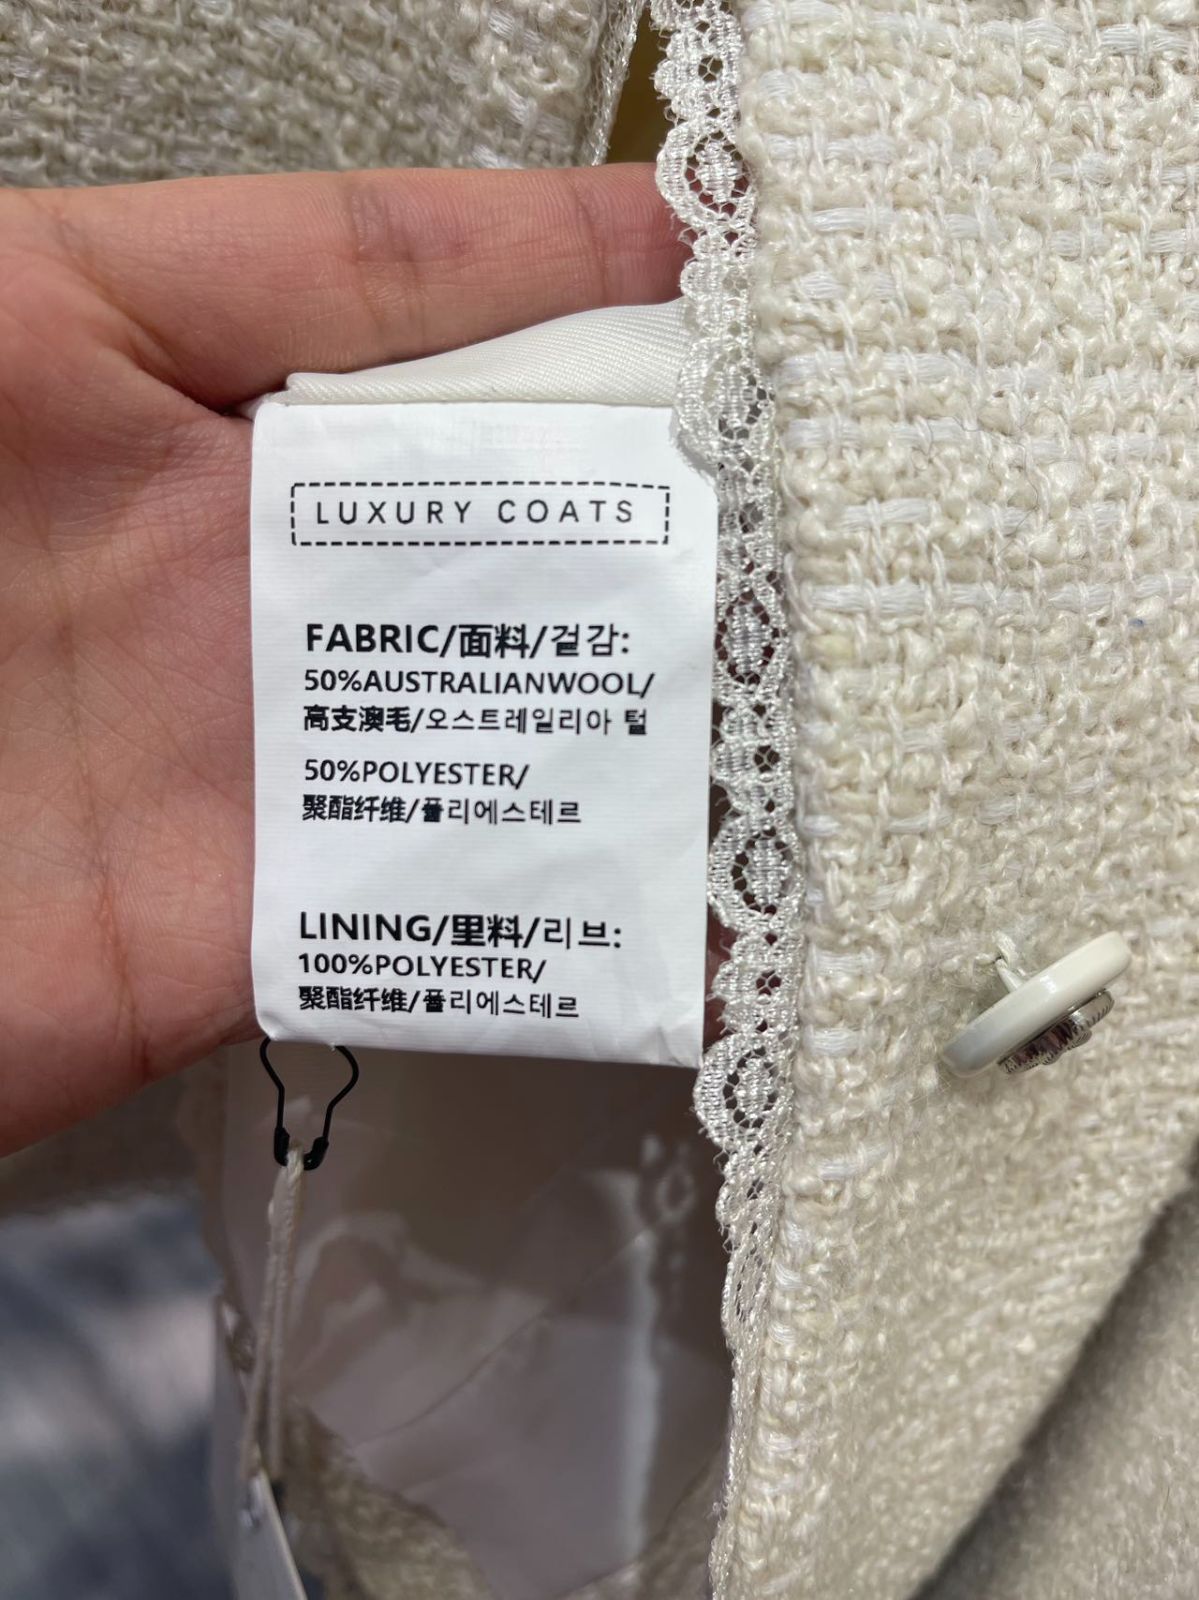 LUXURY COATS
FABRIC/面料/겉감:
50%AUSTRALIANWOOL/
高支澳毛/오스트레일리아 털
50%POLYESTER/
聚酯纤维/폴리에스테르
LINING/里料/리브:
100%POLYESTER/
聚酯纤维/폴리에스테르